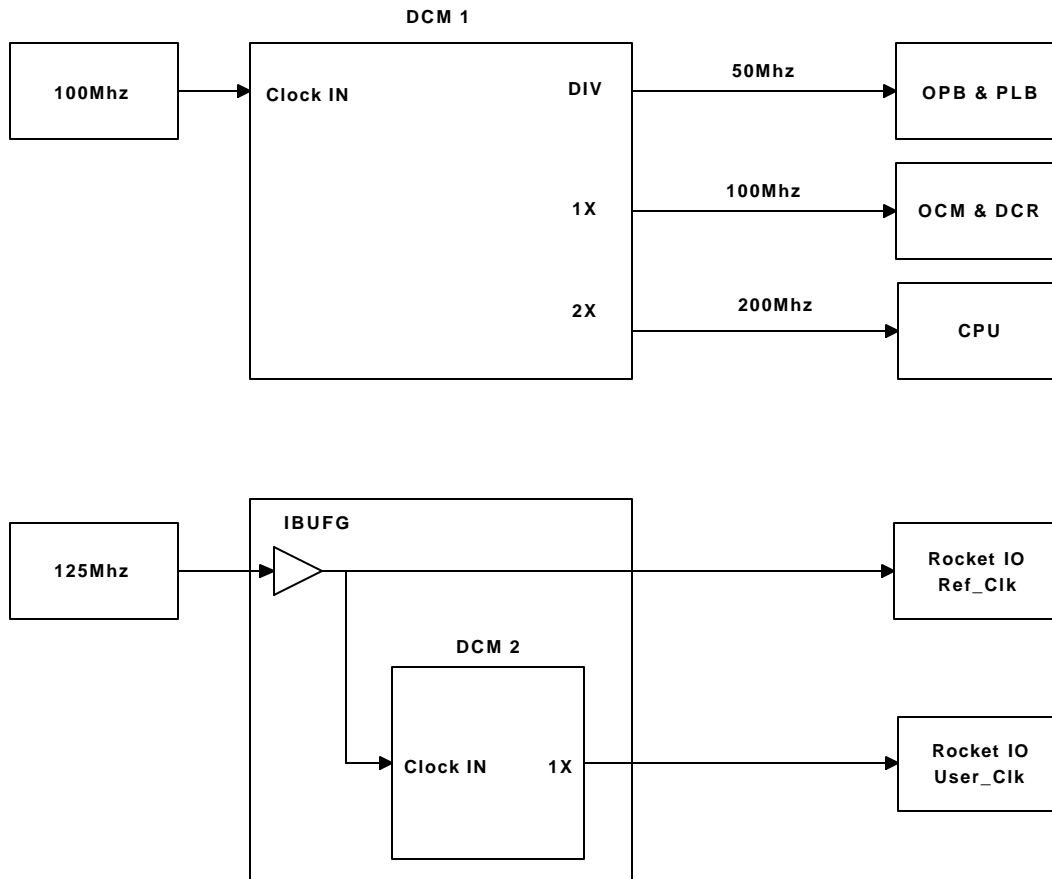 DCM 1
100Mhz
Clock IN
DIV
50Mhz
OPB & PLB
1X
100Mhz
OCM & DCR
2X
200Mhz
CPU
IBUFG
125Mhz
Rocket IO
Ref_Clk
DCM 2
Clock IN
1X
Rocket IO
User_Clk